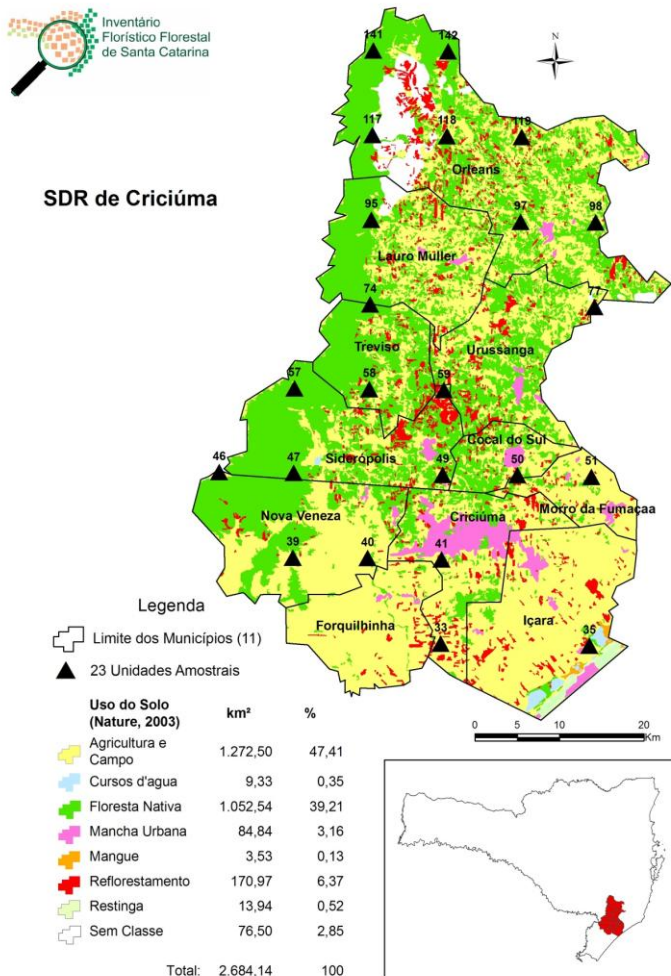 Inventário
Florístico Florestal
de Santa Catarina
SDR de Criciúma
N
141
142
117
118
119
Orleans
95
97
98
Lauro Müller
74
77
Treviso
Urussanga
57
58
59
Cocal do Sul
46
47
Siderópolis
49
50
51
Nova Veneza
Criciúma
Morro da Fumaçaa
39
40
41
Forquilhinha
33
Içara
35
Legenda
Limite dos Municípios (11)
23 Unidades Amostrais
0 5 10 20
Km
Uso do Solo
(Nature, 2003) km² %
Agricultura e
Campo 1.272,50 47,41
Cursos d'agua 9,33 0,35
Floresta Nativa 1.052,54 39,21
Mancha Urbana 84,84 3,16
Mangue 3,53 0,13
Reflorestamento 170,97 6,37
Restinga 13,94 0,52
Sem Classe 76,50 2,85
Total: 2.684,14 100